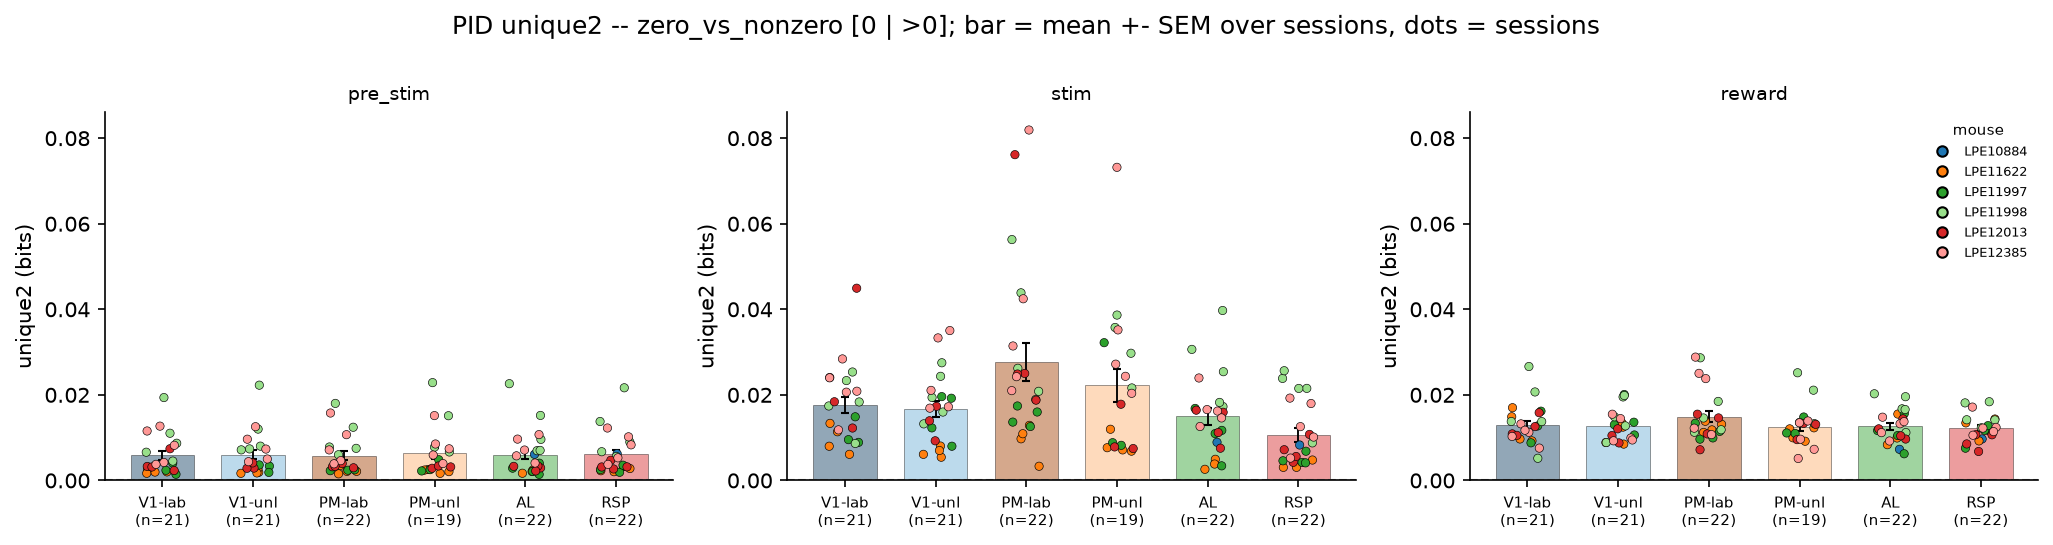 PID unique2 -- zero_vs_nonzero [0 | >0]; bar = mean +- SEM over sessions, dots = sessions
pre_stim
unique2 (bits)
0.08
0.06
0.04
0.02
0.00
V1-lab V1-unl PM-lab PM-unl AL RSP
(n=21) (n=21) (n=22) (n=19) (n=22) (n=22)
stim
unique2 (bits)
0.08
0.06
0.04
0.02
0.00
V1-lab V1-unl PM-lab PM-unl AL RSP
(n=21) (n=21) (n=22) (n=19) (n=22) (n=22)
reward
unique2 (bits)
0.08
0.06
0.04
0.02
0.00
V1-lab V1-unl PM-lab PM-unl AL RSP
(n=21) (n=21) (n=22) (n=19) (n=22) (n=22)
mouse
LPE10884
LPE11622
LPE11997
LPE11998
LPE12013
LPE12385